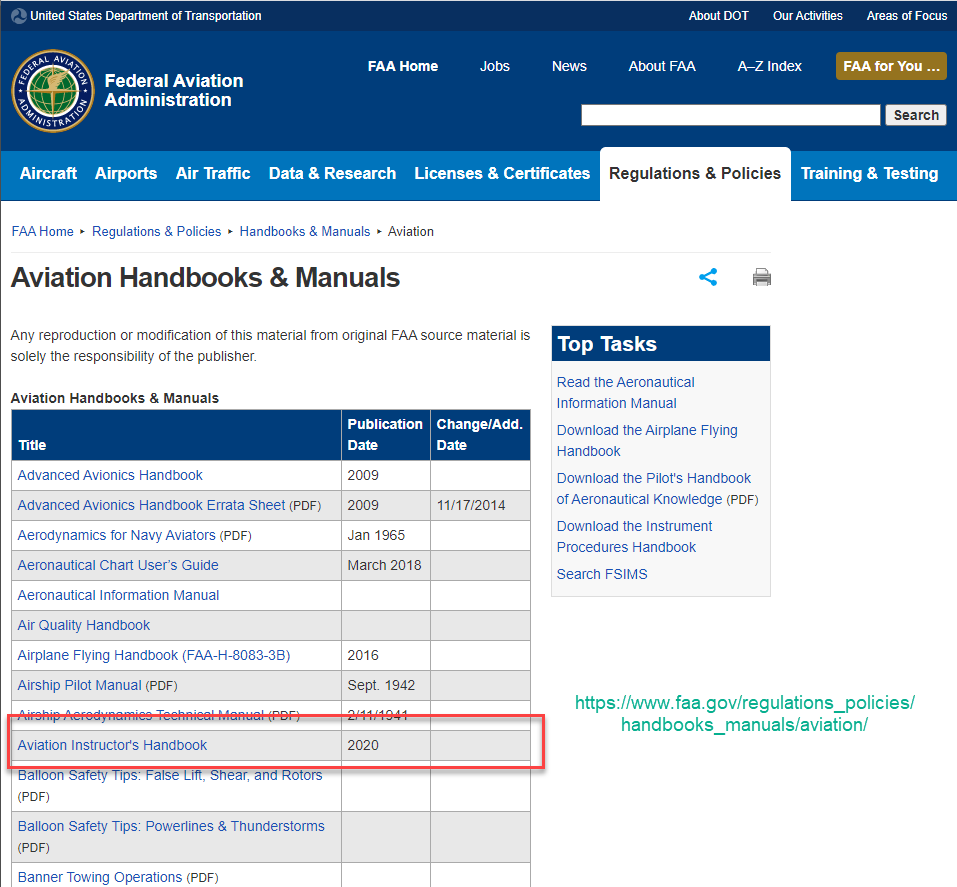 United States Department of Transportation
About DOT Our Activities Areas of Focus
FEDERAL AVIATION ADMINISTRATION
Federal Aviation
Administration
FAA Home Jobs News About FAA A–Z Index FAA for You ...
Search
Aircraft Airports Air Traffic Data & Research Licenses & Certificates Regulations & Policies Training & Testing
FAA Home ▸ Regulations & Policies ▸ Handbooks & Manuals ▸ Aviation
Aviation Handbooks & Manuals
Any reproduction or modification of this material from original FAA source material is
solely the responsibility of the publisher.
Aviation Handbooks & Manuals
Title Publication Date Change/Add. Date
Advanced Avionics Handbook 2009
Advanced Avionics Handbook Errata Sheet (PDF) 2009 11/17/2014
Aerodynamics for Navy Aviators (PDF) Jan 1965
Aeronautical Chart User's Guide March 2018
Aeronautical Information Manual
Air Quality Handbook
Airplane Flying Handbook (FAA-H-8083-3B) 2016
Airship Pilot Manual (PDF) Sept. 1942
Airship Aerodynamics Technical Manual (PDF) 2/11/1941
Aviation Instructor's Handbook 2020
Balloon Safety Tips: False Lift, Shear, and Rotors
(PDF)
Balloon Safety Tips: Powerlines & Thunderstorms
(PDF)
Banner Towing Operations (PDF)
Top Tasks
Read the Aeronautical
Information Manual
Download the Airplane Flying
Handbook
Download the Pilot's Handbook
of Aeronautical Knowledge (PDF)
Download the Instrument
Procedures Handbook
Search FSIMS
https://www.faa.gov/regulations_policies/
handbooks_manuals/aviation/